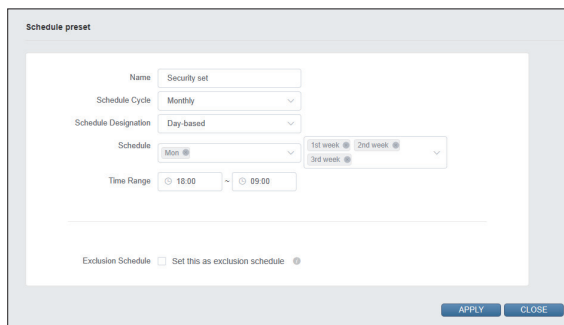 Schedule preset
Name Security set
Schedule Cycle Monthly
Schedule Designation Day-based
Schedule Mon 1st week 2nd week
3rd week
Time Range 18:00 ~ 09:00
Exclusion Schedule Set this as exclusion schedule
APPLY CLOSE